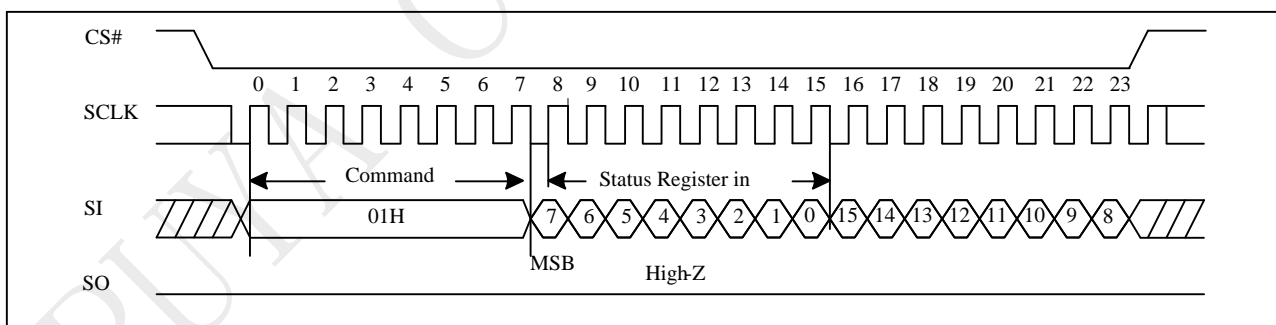 CS#
0 1 2 3 4 5 6 7 8 9 10 11 12 13 14 15 16 17 18 19 20 21 22 23
SCLK
Command Status Register in
SI 01H 7 6 5 4 3 2 1 0 15 14 13 12 11 10 9 8
MSB High-Z
SO
PUYA